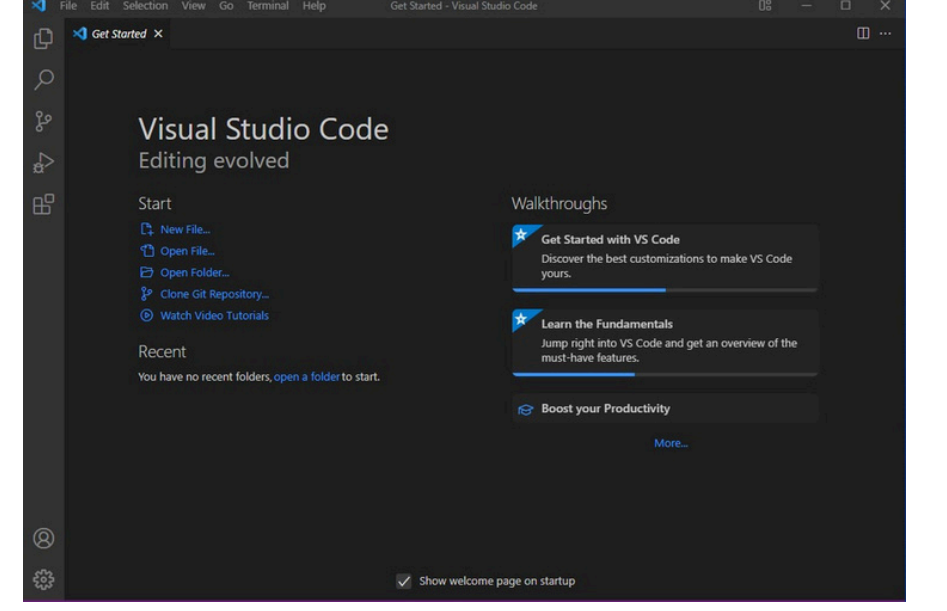 File Edit Selection View Go Terminal Help Get Started - Visual Studio Code
Get Started
Visual Studio Code
Editing evolved
Start
New File...
Open File...
Open Folder...
Clone Git Repository...
Watch Video Tutorials
Recent
You have no recent folders, open a folder to start.
Walkthroughs
Get Started with VS Code
Discover the best customizations to make VS Code
yours.
Learn the Fundamentals
Jump right into VS Code and get an overview of the
must-have features.
Boost your Productivity
More...
Show welcome page on startup